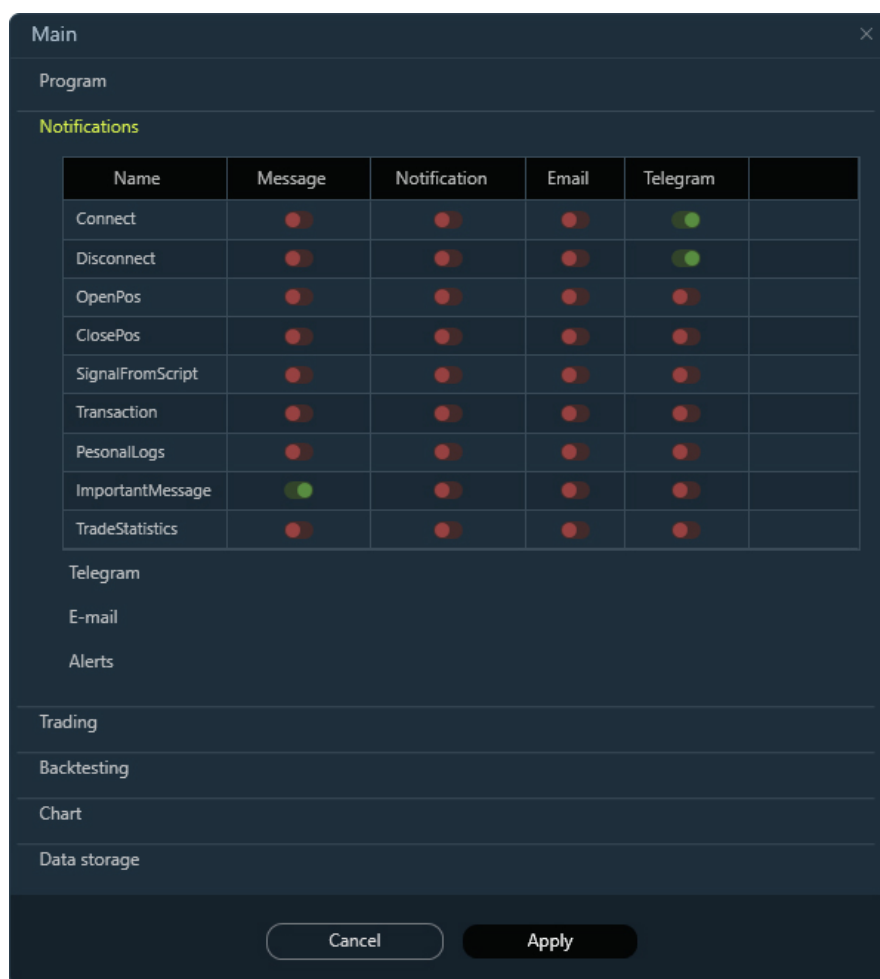 Main
Program
Notifications
Name Message Notification Email Telegram
Connect
Disconnect
OpenPos
ClosePos
SignalFromScript
Transaction
PesonalLogs
ImportantMessage
TradeStatistics
Telegram
E-mail
Alerts
Trading
Backtesting
Chart
Data storage
Cancel Apply